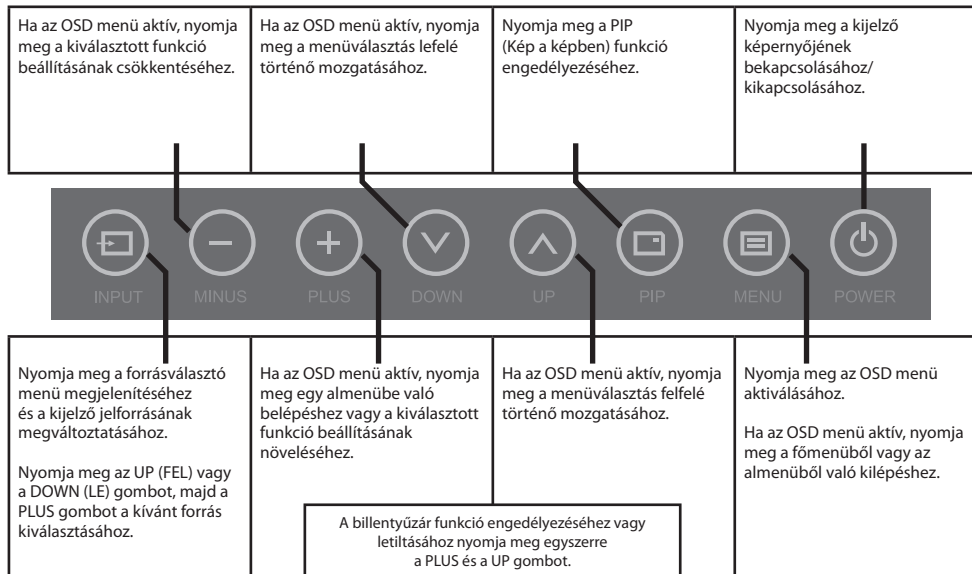 Ha az OSD menü aktív, nyomja
meg a kiválasztott funkció
beállításának csökkentéséhez.
Ha az OSD menü aktív, nyomja
meg a menüválasztás lefelé
történő mozgatásához.
Nyomja meg a PIP
(Kép a képben) funkció
engedélyezéséhez.
Nyomja meg a kijelző
képernyőjének
bekapcsolásához/
kikapcsolásához.
INPUT MINUS PLUS DOWN UP PIP MENU POWER
Nyomja meg a forrásválasztó
menü megjelenítéséhez
és a kijelző jelforrásának
megváltoztatásához.
Nyomja meg az UP (FEL) vagy
a DOWN (LE) gombot, majd a
PLUS gombot a kívánt forrás
kiválasztásához.
Ha az OSD menü aktív, nyomja
meg egy almenübe való
belépéshez vagy a kiválasztott
funkció beállításának
növeléséhez.
Ha az OSD menü aktív, nyomja
meg a menüválasztás felfelé
történő mozgatásához.
Nyomja meg az OSD menü
aktiválásához.
Ha az OSD menü aktív, nyomja
meg a főmenüből vagy az
almenüből való kilépéshez.
A billentyűzár funkció engedélyezéséhez vagy
letiltásához nyomja meg egyszerre
a PLUS és a UP gombot.